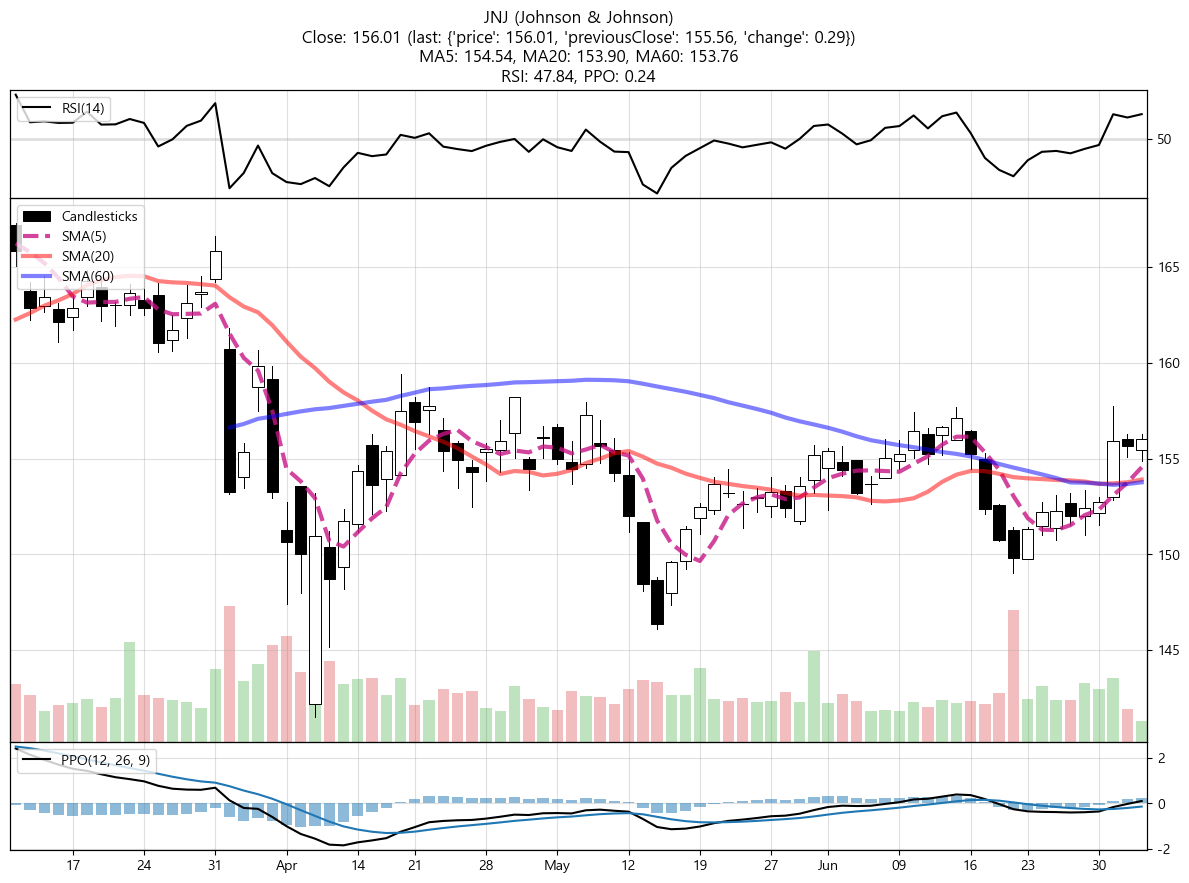 JNJ (Johnson & Johnson)
Close: 156.01 (last: {'price': 156.01, 'previousClose': 155.56, 'change': 0.29})
MA5: 154.54, MA20: 153.90, MA60: 153.76
RSI: 47.84, PPO: 0.24
RSI(14)
50
Candlesticks
SMA(5)
SMA(20)
SMA(60)
165
160
155
150
145
PPO(12, 26, 9)
2
0
-2
17 24 31 Apr 14 21 28 May 12 19 27 Jun 09 16 23 30